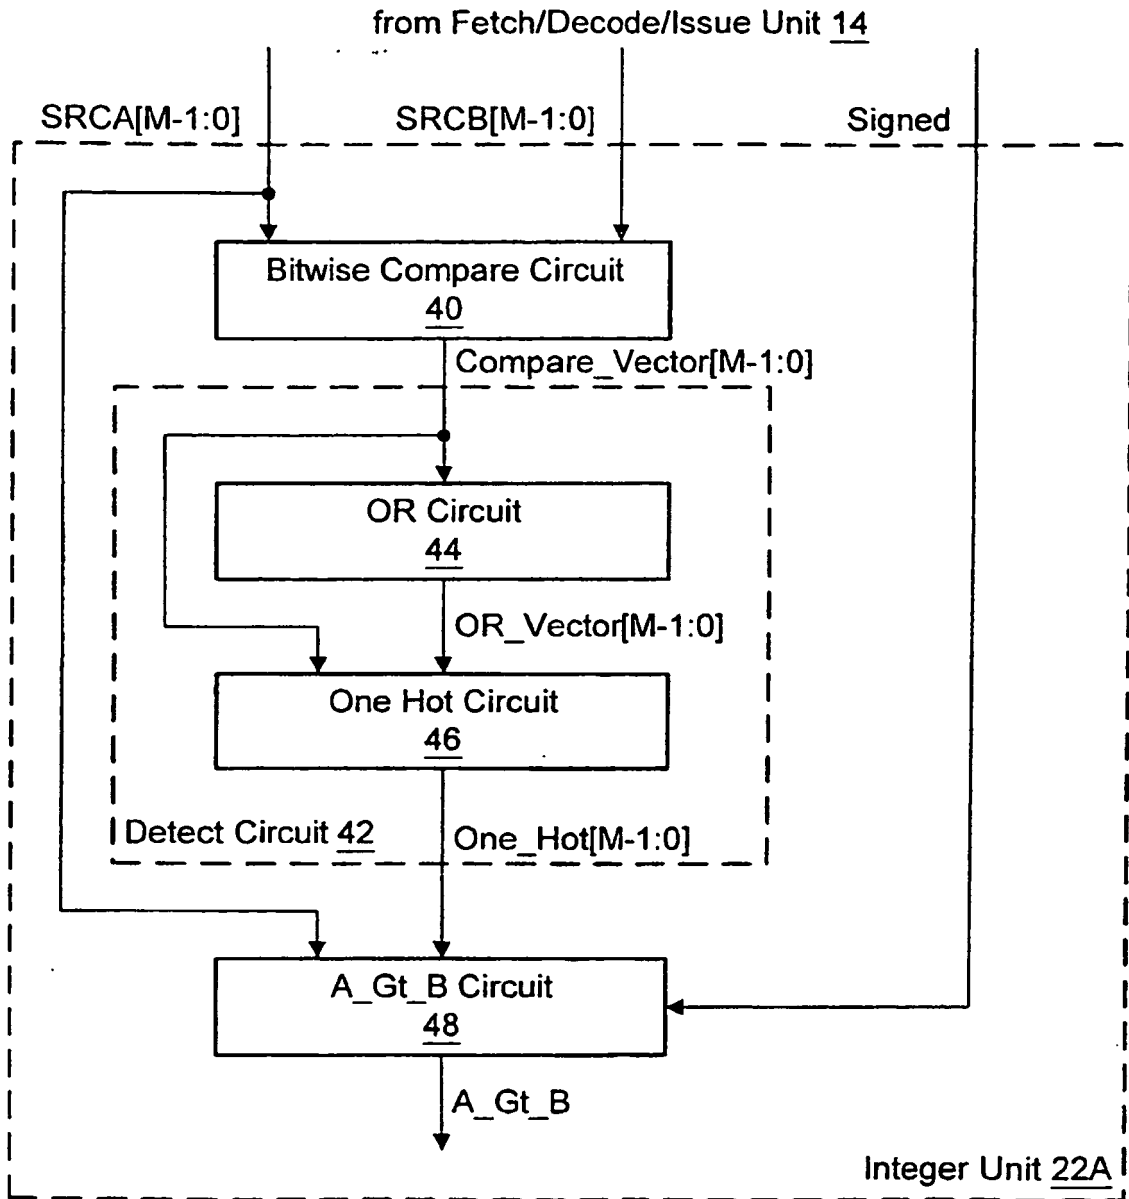 from Fetch/Decode/Issue Unit 14
SRCA[M-1:0]
SRCB[M-1:0]
Signed
Bitwise Compare Circuit
40
Compare_Vector[M-1:0]
OR Circuit
44
OR_Vector[M-1:0]
One Hot Circuit
46
Detect Circuit 42
One_Hot[M-1:0]
A_Gt_B Circuit
48
A_Gt_B
Integer Unit 22A